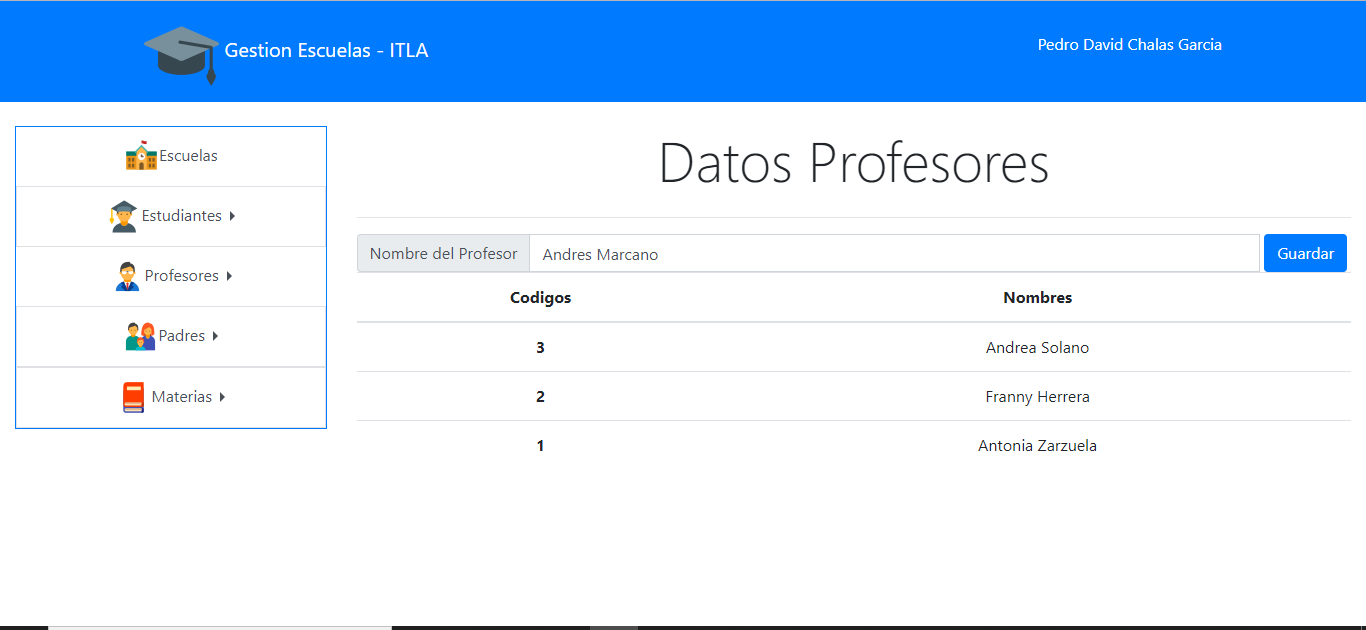 Gestion Escuelas - ITLA
Pedro David Chalas Garcia
Escuelas
Estudiantes
Profesores
Padres
Materias
Datos Profesores
Nombre del Profesor Andres Marcano Guardar
Codigos Nombres
3 Andrea Solano
2 Franny Herrera
1 Antonia Zarzuela